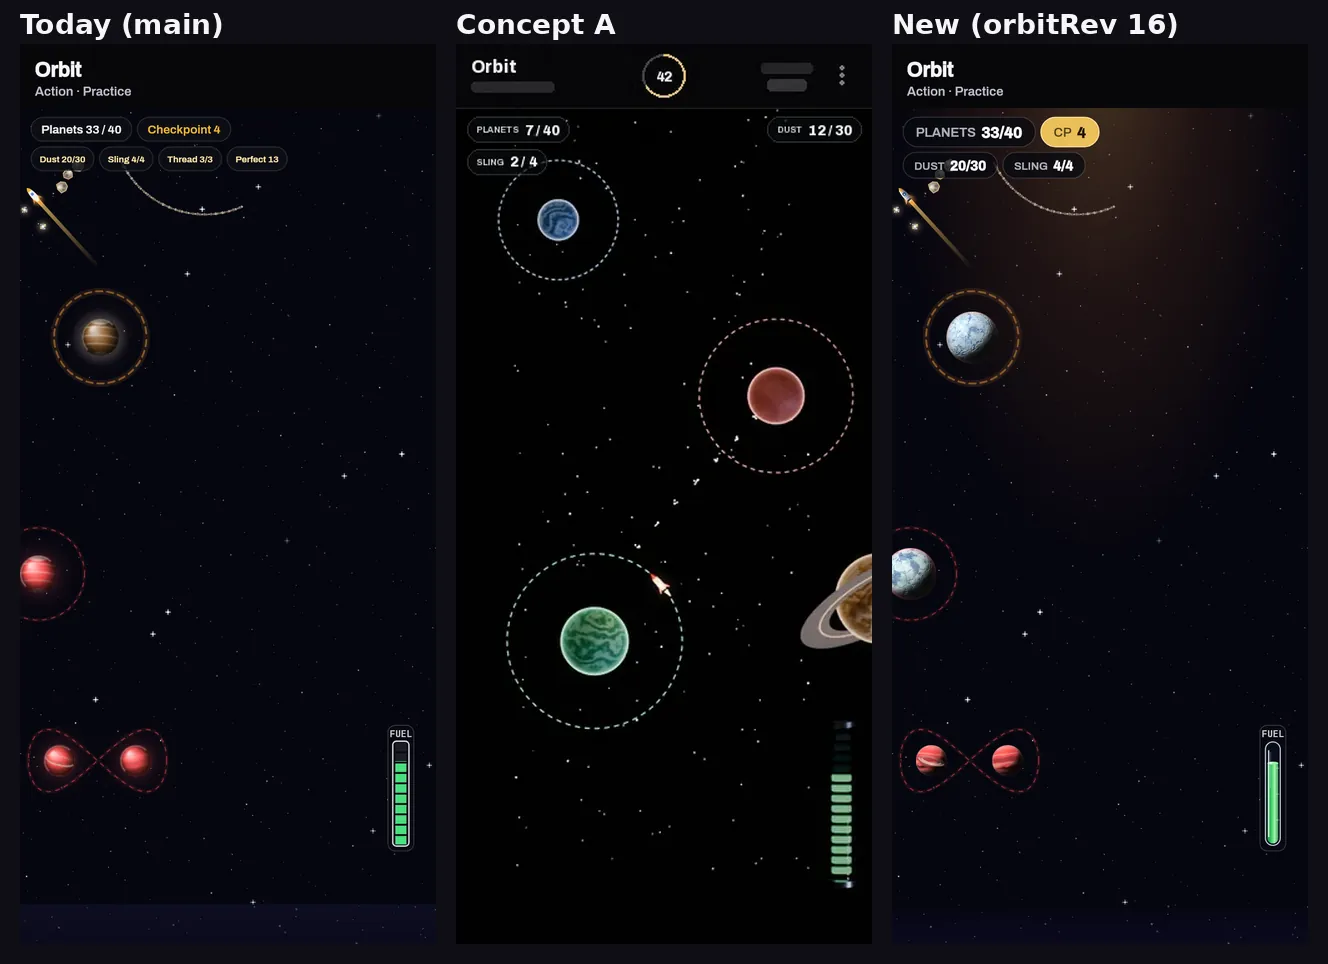 Today (main)
Orbit
Action · Practice
Planets 33 / 40
Checkpoint 4
Dust 20/30
Sling 4/4
Thread 3/3
Perfect 13
FUEL
Concept A
Orbit
42
PLANETS 7/40
DUST 12/30
SLING 2/4
New (orbitRev 16)
Orbit
Action · Practice
PLANETS 33/40
CP 4
DUST 20/30
SLING 4/4
FUEL